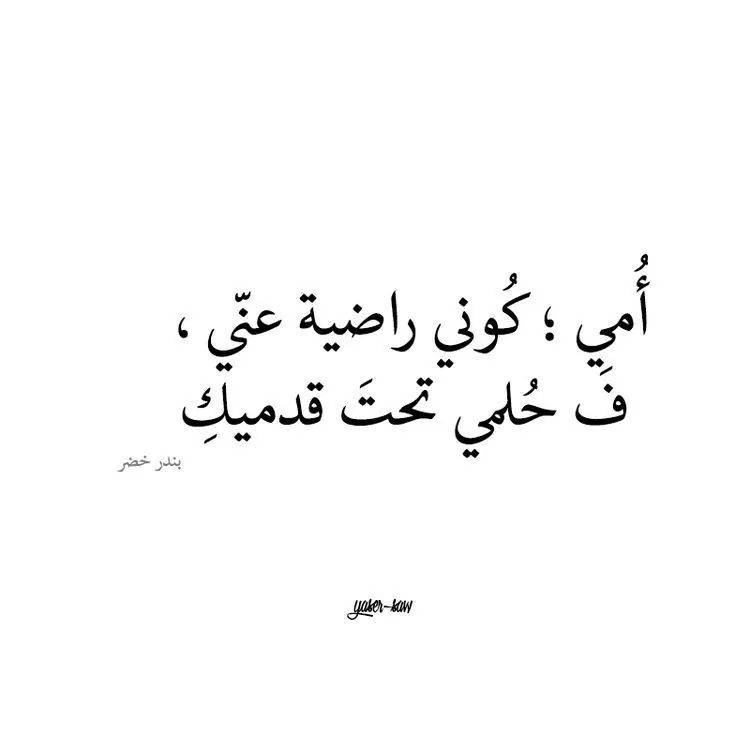 أُمي ؛ كُوني راضية عنّي ،
فَ حُلمي تحتَ قدميكِ
بندر خضر
yaser-saw